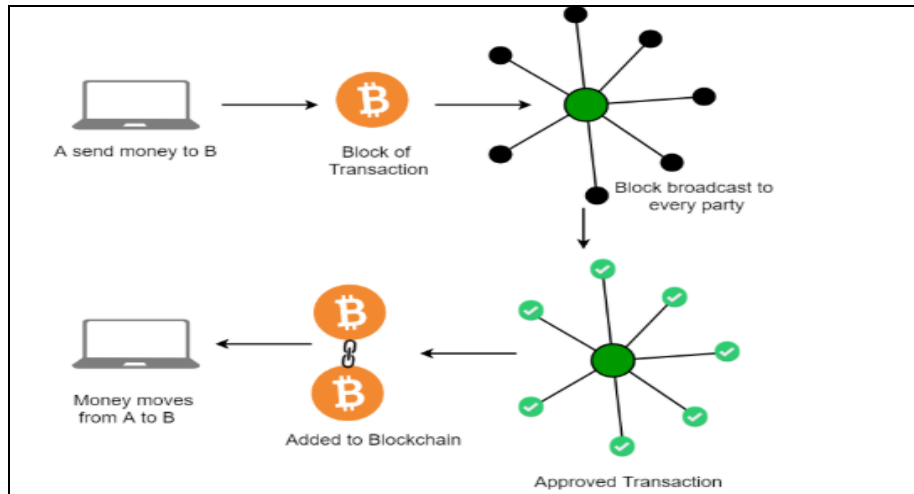 A send money to B
Block of
Transaction
Block broadcast to
every party
Money moves
from A to B
Added to Blockchain
Approved Transaction